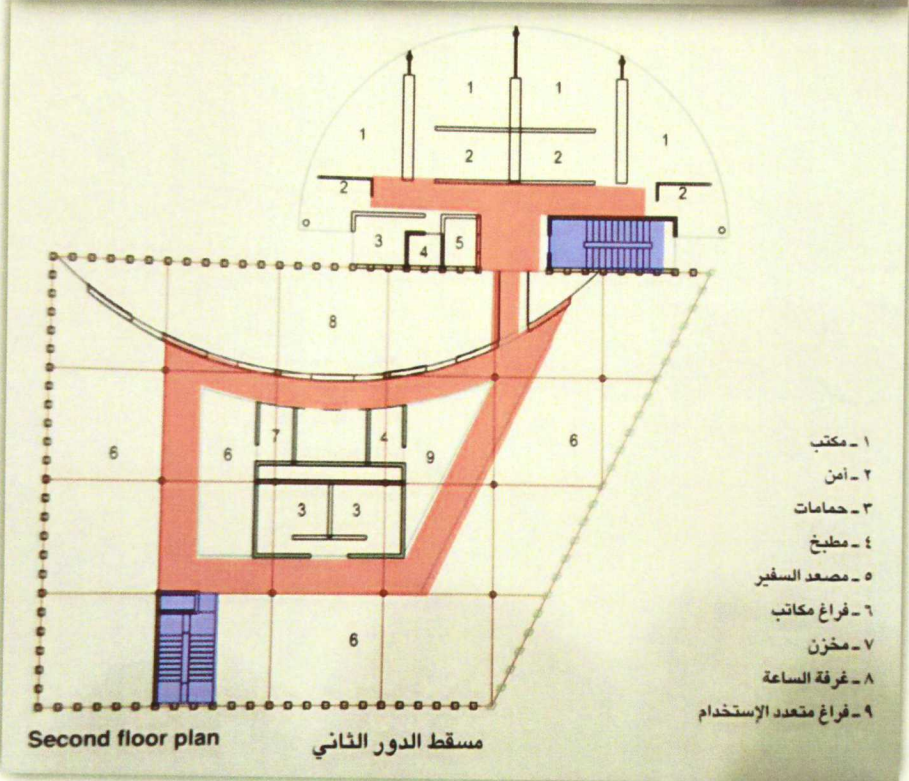 1
1
1
1
2
2
2
2
3
4
5
8
7
4
6
6
9
6
3
3
6
١ - مكتب
٢ - أمن
٣ - حمامات
٤ - مطبخ
٥ - مصعد السفير
٦ - فراغ مكاتب
٧ - مخزن
٨ - غرفة الساعة
٩ - فراغ متعدد الإستخدام
Second floor plan مسقط الدور الثاني